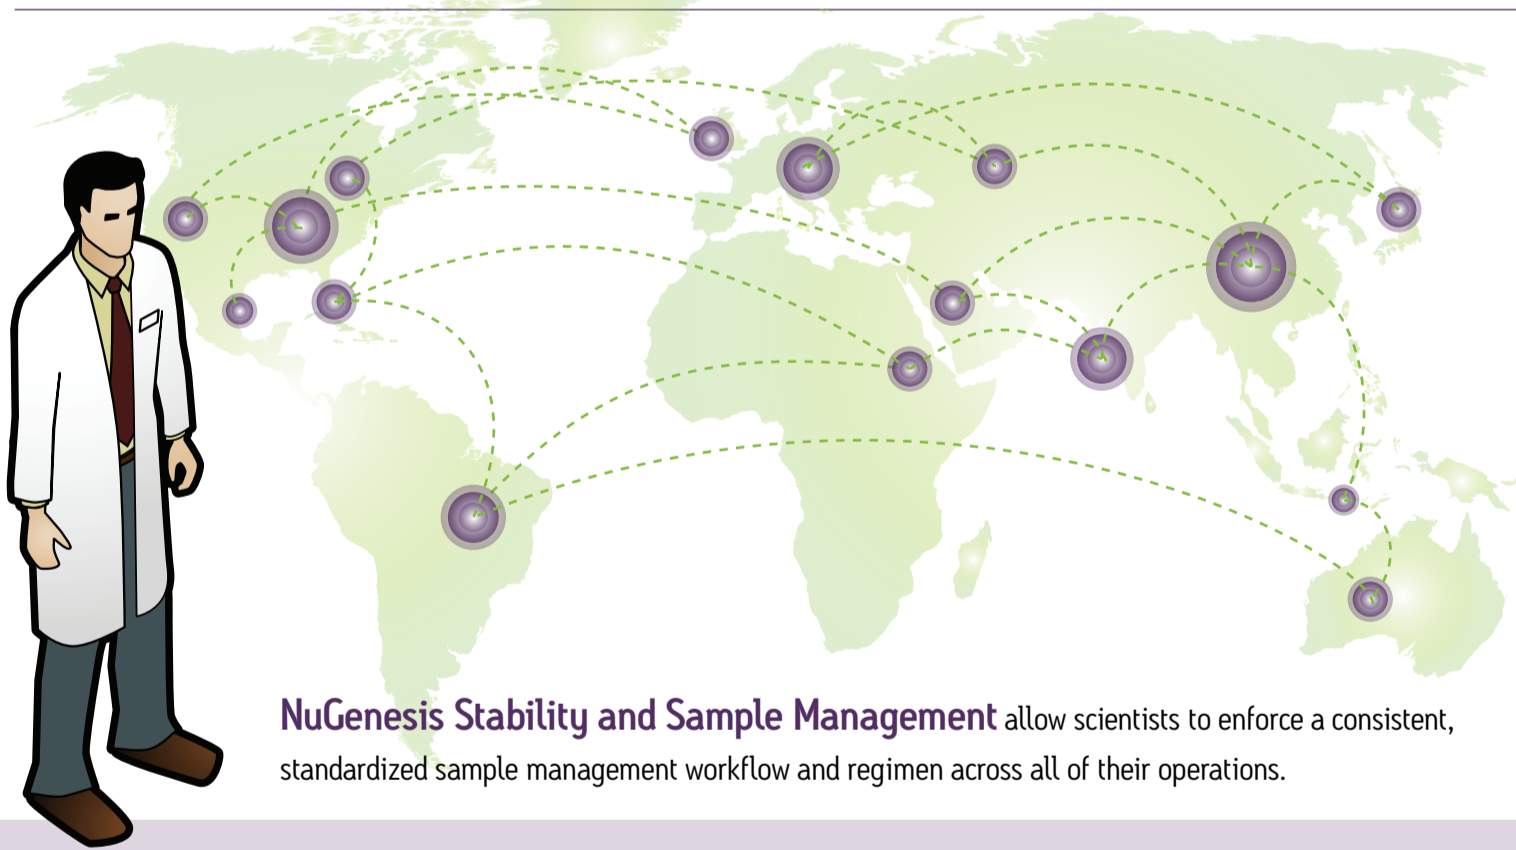 NuGenesis Stability and Sample Management allow scientists to enforce a consistent,
standardized sample management workflow and regimen across all of their operations.